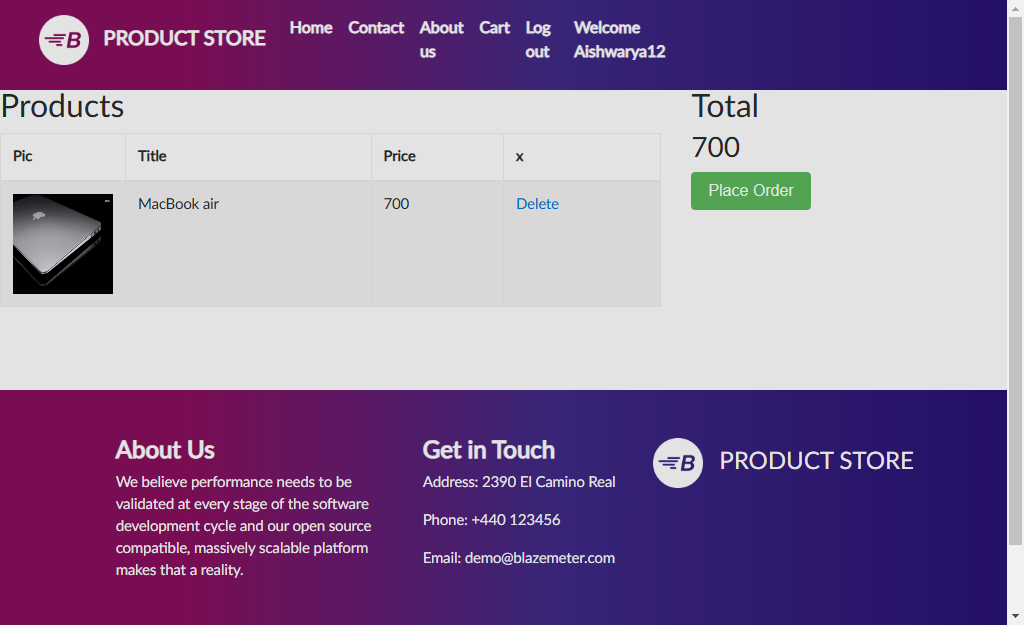 B PRODUCT STORE Home Contact About us Cart Log out Welcome Aishwarya12
Products
Pic Title Price x
MacBook air 700 Delete
Total
700
Place Order
About Us
We believe performance needs to be
validated at every stage of the software
development cycle and our open source
compatible, massively scalable platform
makes that a reality.
Get in Touch
Address: 2390 El Camino Real
Phone: +440 123456
Email: demo@blazemeter.com
B PRODUCT STORE